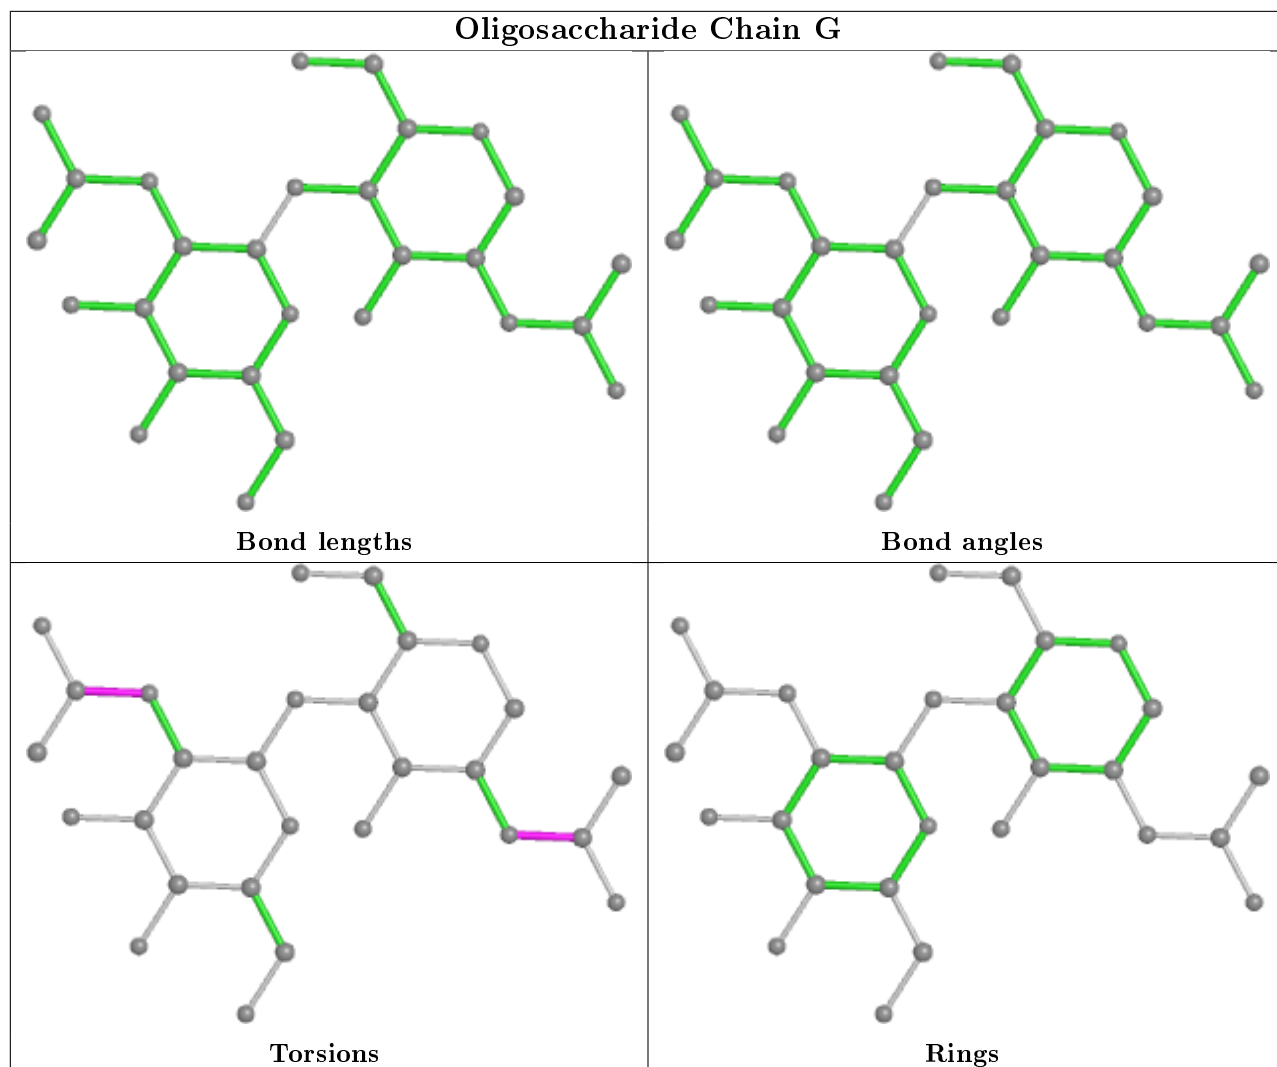 Oligosaccharide Chain G
Bond lengths
Bond angles
Torsions
Rings